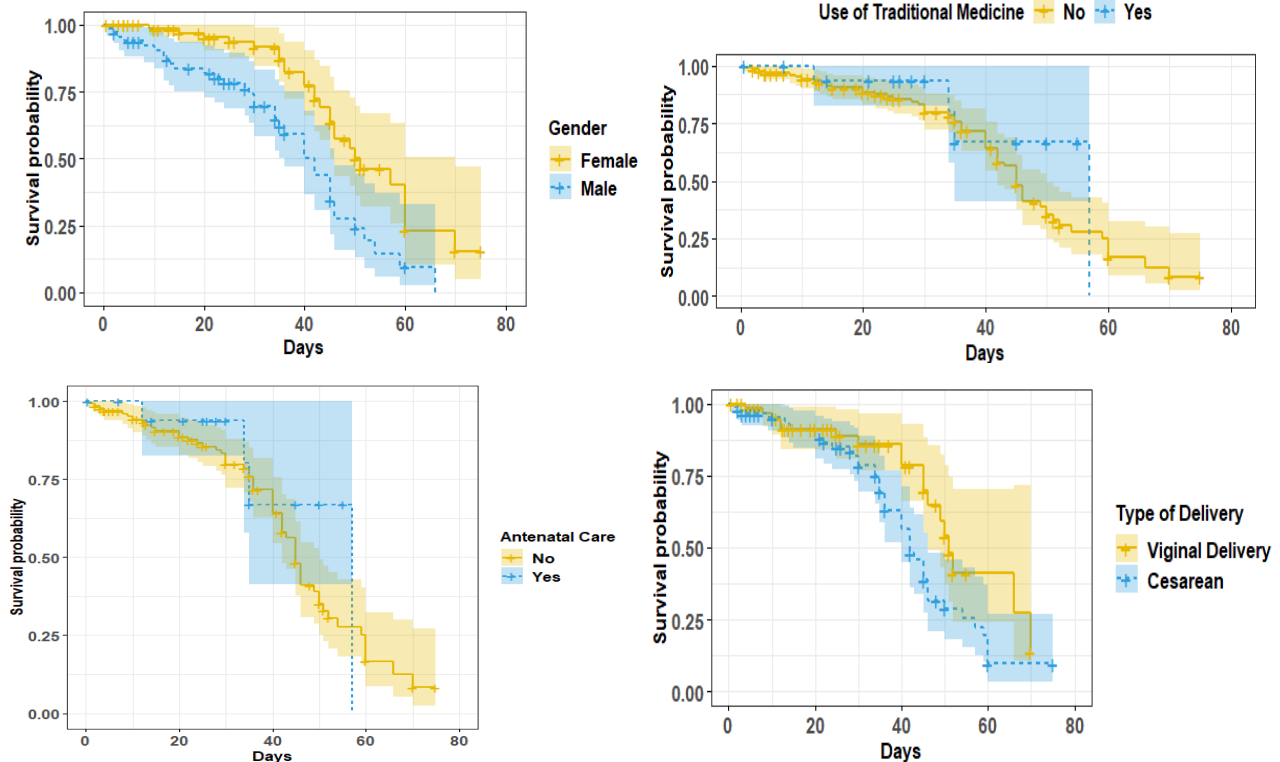 1.00
0.75
0.50
0.25
0.00
Survival probability
0 20 40 60 80
Days
Gender
Female
Male
Use of Traditional Medicine No Yes
1.00
0.75
0.50
0.25
0.00
Survival probability
0 20 40 60 80
Days
1.00
0.75
0.50
0.25
0.00
Survival probability
0 20 40 60 80
Days
Antenatal Care
No
Yes
1.00
0.75
0.50
0.25
0.00
Survival probability
0 20 40 60 80
Days
Type of Delivery
Viginal Delivery
Cesarean